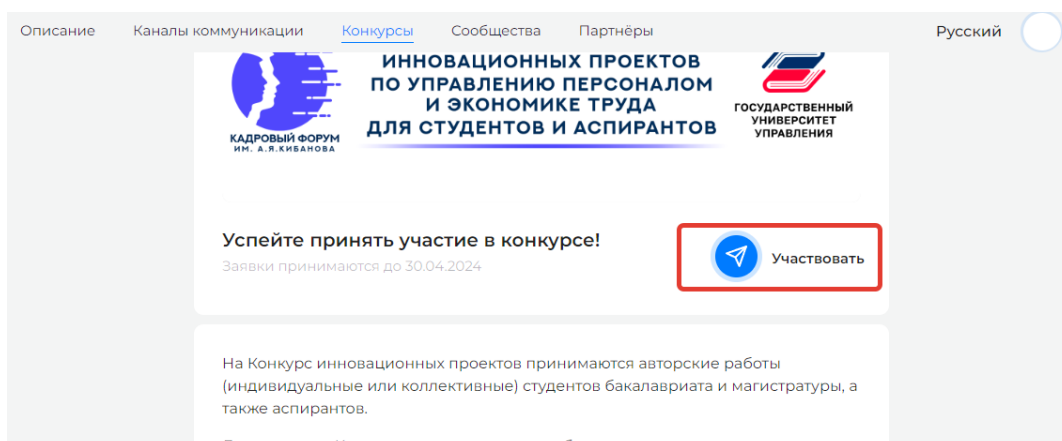 Описание Каналы коммуникации Конкурсы Сообщества Партнёры Русский
ИННОВАЦИОННЫХ ПРОЕКТОВ
ПО УПРАВЛЕНИЮ ПЕРСОНАЛОМ
И ЭКОНОМИКЕ ТРУДА
ДЛЯ СТУДЕНТОВ И АСПИРАНТОВ
КАДРОВЫЙ ФОРУМ
ИМ. А.Я.КИБАНОВА
ГОСУДАРСТВЕННЫЙ
УНИВЕРСИТЕТ
УПРАВЛЕНИЯ
Успейте принять участие в конкурсе!
Заявки принимаются до 30.04.2024
Участвовать
На Конкурс инновационных проектов принимаются авторские работы
(индивидуальные или коллективные) студентов бакалавриата и магистратуры, а
также аспирантов.